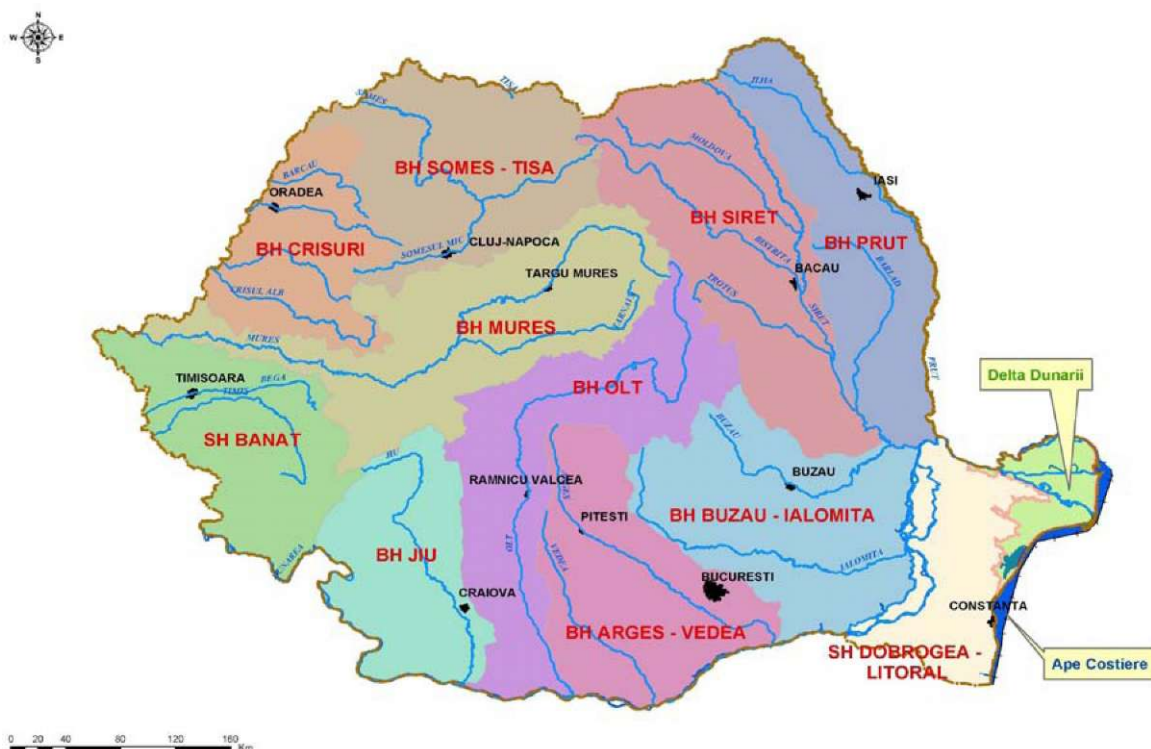 N
W E
S
TISA
SOMES
JIJIA
BH SOMES - TISA
MOLDOVA
BARCAU
ORADEA
IASI
BH SIRET
BH CRISURI
SOMESUL MIC
CLUJ-NAPOCA
BISTRITA
BH PRUT
BARLAD
TARGU MURES
BACAU
TROTUS
CRISUL ALB
TARNAVA
SIRET
BH MURES
MURES
PRUT
TIMISOARA
BEGA
TIMIS
BH OLT
Delta Dunarii
SH BANAT
BUZAU
JIU
RAMNICU VALCEA
ARGES
BUZAU
PITESTI
BH BUZAU - IALOMITA
BH JIU
OLT
VEDEA
DUNAREA
IALOMITA
BUCURESTI
CRAIOVA
CONSTANTA
BH ARGES - VEDEA
SH DOBROGEA -
LITORAL
Ape Costiere
0 20 40 80 120 160
Km